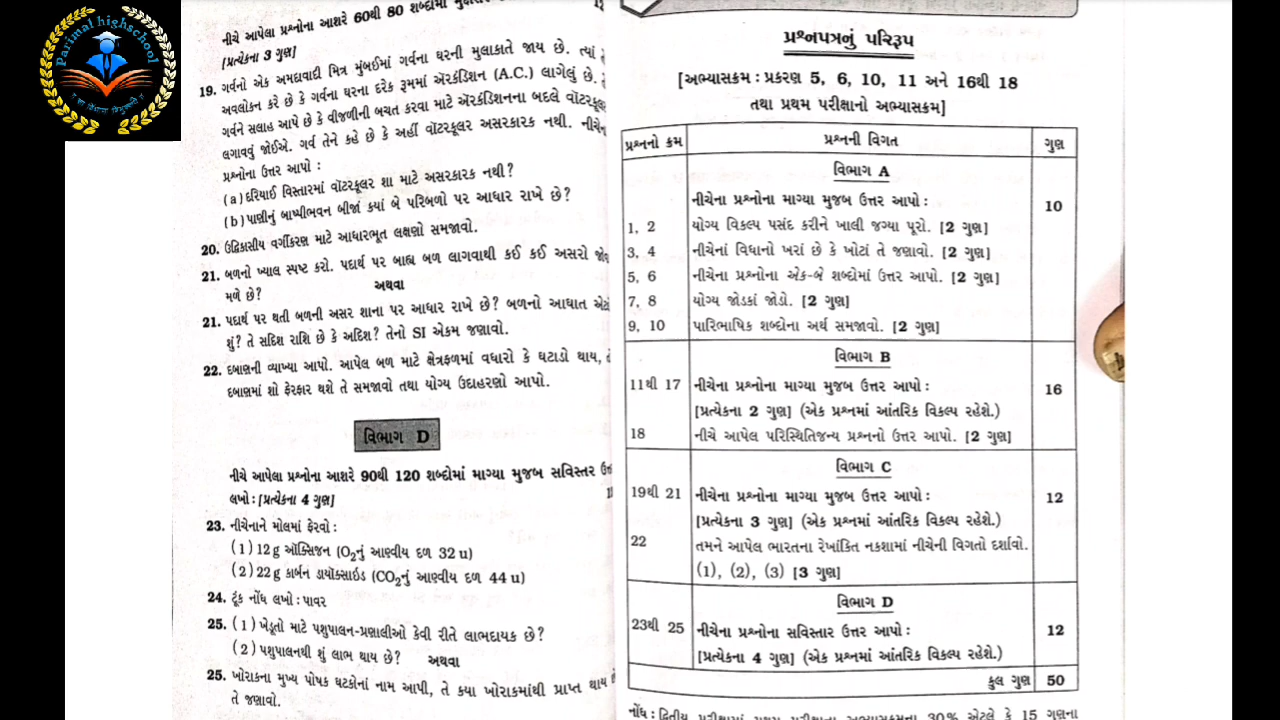 Parimal highschool
નીચે આપેલા પ્રશ્નોના આશરે 60થી 80 શબ્દોમાં
[પ્રત્યેકના 3 ગુણ]
19. ગર્વનો એક અમદાવાદી મિત્ર મુંબઈમાં ગર્વના ઘરની મુલાકાતે જાય છે. ત્યાં
અવલોકન કરે છે કે ગર્વના ઘરના દરેક રૂમમાં ઍરકંડિશન (A.C.) લાગેલું છે.
ગર્વને સલાહ આપે છે કે વીજળીની બચત કરવા માટે ઍરકંડિશનના બદલે વૉટરકૂલર
લગાવવું જોઈએ. ગર્વ તેને કહે છે કે અહીં વૉટરકૂલર અસરકારક નથી. નીચેના
પ્રશ્નોના ઉત્તર આપો :
(a) દરિયાઈ વિસ્તારમાં વૉટરકૂલર શા માટે અસરકારક નથી?
(b) પાણીનું બાષ્પીભવન બીજાં કયાં બે પરિબળો પર આધાર રાખે છે?
20. ઉદ્વિકાસીય વર્ગીકરણ માટે આધારભૂત લક્ષણો સમજાવો.
21. બળનો ખ્યાલ સ્પષ્ટ કરો. પદાર્થ પર બાહ્ય બળ લાગવાથી કઈ કઈ અસરો જોવા
મળે છે?
અથવા
21. પદાર્થ પર થતી બળની અસર શાના પર આધાર રાખે છે? બળનો આઘાત એટલે
શું? તે સદિશ રાશિ છે કે અદિશ? તેનો SI એકમ જણાવો.
22. દબાણની વ્યાખ્યા આપો. આપેલ બળ માટે ક્ષેત્રફળમાં વધારો કે ઘટાડો થાય,
દબાણમાં શો ફેરફાર થશે તે સમજાવો તથા યોગ્ય ઉદાહરણો આપો.
વિભાગ D
નીચે આપેલા પ્રશ્નોના આશરે 90થી 120 શબ્દોમાં માગ્યા મુજબ સવિસ્તર
લખો : [પ્રત્યેકના 4 ગુણ]
23. નીચેનાને મોલમાં ફેરવો :
(1) 12 g ઑક્સિજન (O₂નું આણ્વીય દળ 32 u)
(2) 22 g કાર્બન ડાયૉક્સાઇડ (CO₂નું આણ્વીય દળ 44 u)
24. ટૂંક નોંધ લખો : પાવર
25. (1) ખેડૂતો માટે પશુપાલન-પ્રણાલીઓ કેવી રીતે લાભદાયક છે?
(2) પશુપાલનથી શું લાભ થાય છે? અથવા
25. ખોરાકના મુખ્ય પોષક ઘટકોનાં નામ આપી, તે ક્યા ખોરાકમાંથી પ્રાપ્ત થાય
તે જણાવો.
પ્રશ્નપત્રનું પરિરૂપ
[અભ્યાસક્રમ : પ્રકરણ 5, 6, 10, 11 અને 16થી 18
તથા પ્રથમ પરીક્ષાનો અભ્યાસક્રમ]
પ્રશ્નનો ક્રમ પ્રશ્નની વિગત ગુણ
વિભાગ A
નીચેના પ્રશ્નોના માગ્યા મુજબ ઉત્તર આપો : 10
1, 2 યોગ્ય વિકલ્પ પસંદ કરીને ખાલી જગ્યા પૂરો. [2 ગુણ]
3, 4 નીચેનાં વિધાનો ખરાં છે કે ખોટાં તે જણાવો. [2 ગુણ]
5, 6 નીચેના પ્રશ્નોના એક-બે શબ્દોમાં ઉત્તર આપો. [2 ગુણ]
7, 8 યોગ્ય જોડકાં જોડો. [2 ગુણ]
9, 10 પારિભાષિક શબ્દોના અર્થ સમજાવો. [2 ગુણ]
વિભાગ B
11થી 17 નીચેના પ્રશ્નોના માગ્યા મુજબ ઉત્તર આપો : 16
[પ્રત્યેકના 2 ગુણ] (એક પ્રશ્નમાં આંતરિક વિકલ્પ રહેશે.)
18 નીચે આપેલ પરિસ્થિતિજન્ય પ્રશ્નનો ઉત્તર આપો. [2 ગુણ]
વિભાગ C
19થી 21 નીચેના પ્રશ્નોના માગ્યા મુજબ ઉત્તર આપો : 12
[પ્રત્યેકના 3 ગુણ] (એક પ્રશ્નમાં આંતરિક વિકલ્પ રહેશે.)
22 તમને આપેલ ભારતના રેખાંકિત નકશામાં નીચેની વિગતો દર્શાવો.
(1), (2), (3) [3 ગુણ]
વિભાગ D
23થી 25 નીચેના પ્રશ્નોના સવિસ્તાર ઉત્તર આપો : 12
[પ્રત્યેકના 4 ગુણ] (એક પ્રશ્નમાં આંતરિક વિકલ્પ રહેશે.)
કુલ ગુણ 50
નોંધ : દ્વિતીય પરીક્ષામાં પ્રથમ પરીક્ષાના અભ્યાસક્રમના 30% એટલે કે 15 ગુણના